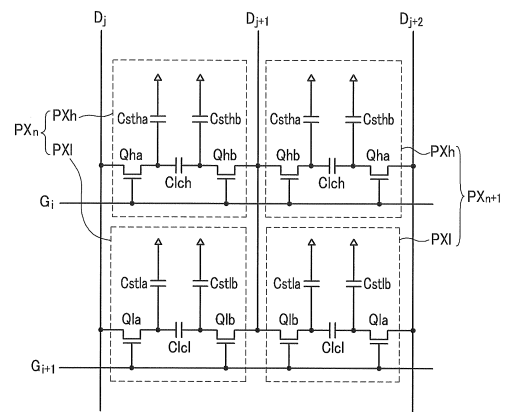 Dj Dj+1 Dj+2
PXn PXh Cstha Csthb Csthb Cstha
PXl Qha Qhb Qhb Qha PXh
Clch Clch PXn+1
Gi
PXl
Cstla Cstlb Cstla Cstlb
Qla Qlb Qlb Qla
Clcl Clcl
Gi+1